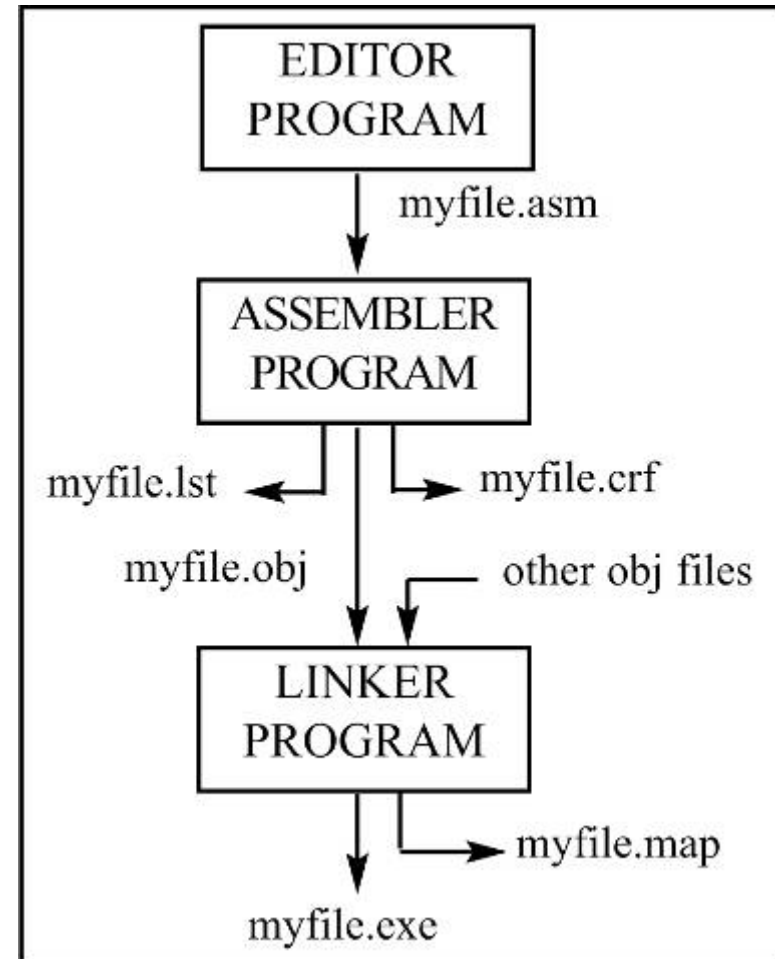 EDITOR
PROGRAM
myfile.asm
ASSEMBLER
PROGRAM
myfile.lst
myfile.crf
myfile.obj
other obj files
LINKER
PROGRAM
myfile.map
myfile.exe